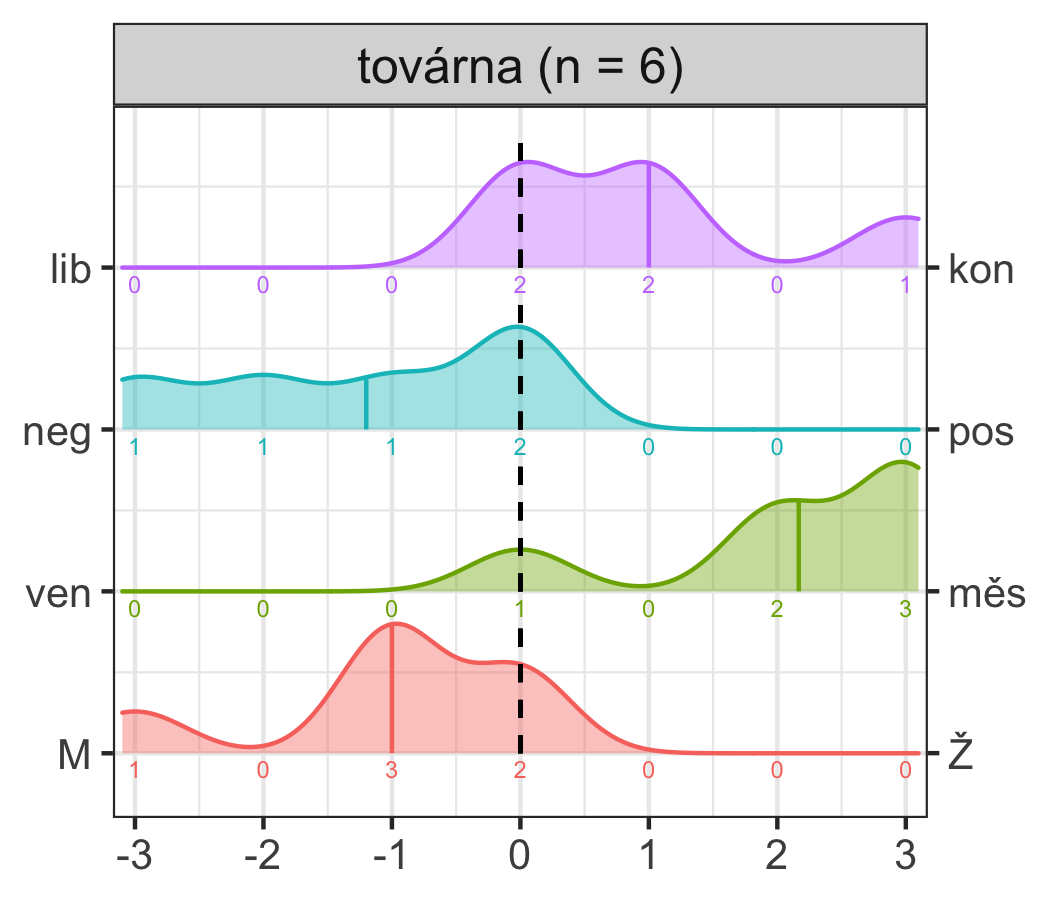 továrna (n = 6)
lib kon
0 0 0 2 2 0 1
neg pos
1 1 1 2 0 0 0
ven měs
0 0 0 1 0 2 3
M Ž
1 0 3 2 0 0 0
-3 -2 -1 0 1 2 3